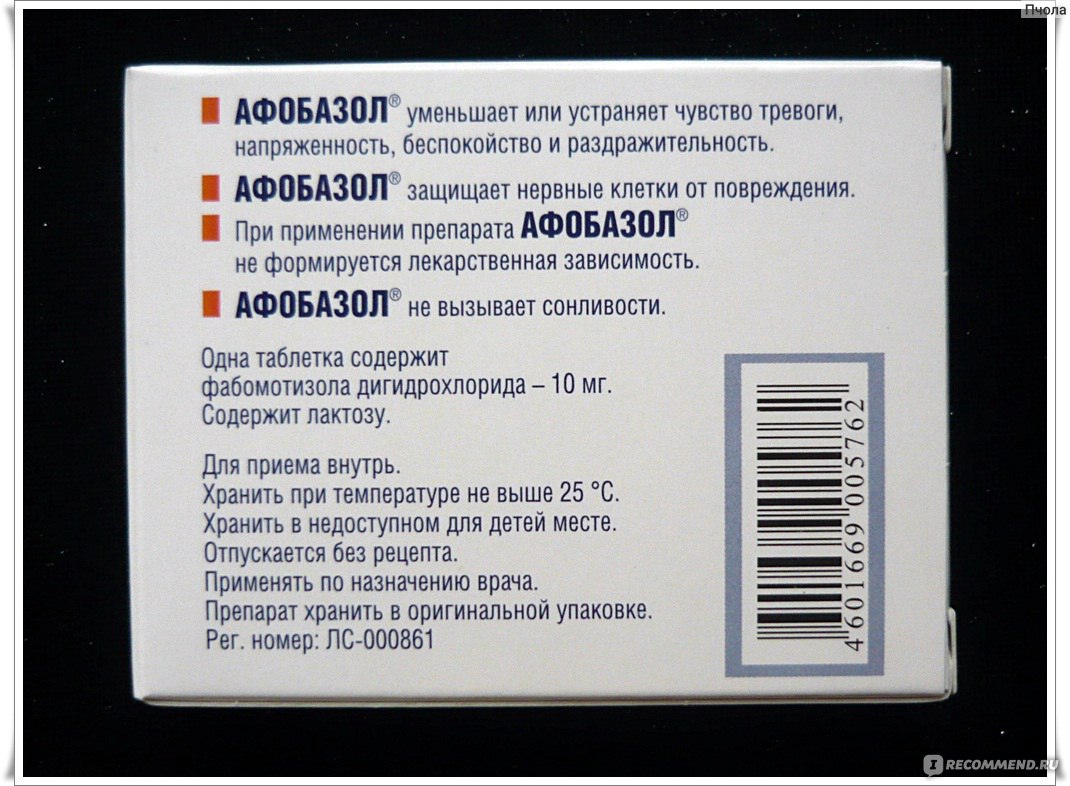 Пчола
АФОБАЗОЛ® уменьшает или устраняет чувство тревоги,
напряженность, беспокойство и раздражительность.
АФОБАЗОЛ® защищает нервные клетки от повреждения.
При применении препарата АФОБАЗОЛ®
не формируется лекарственная зависимость.
АФОБАЗОЛ® не вызывает сонливости.
Одна таблетка содержит
фабомотизола дигидрохлорида – 10 мг.
Содержит лактозу.
Для приема внутрь.
Хранить при температуре не выше 25 °С.
Хранить в недоступном для детей месте.
Отпускается без рецепта.
Применять по назначению врача.
Препарат хранить в оригинальной упаковке.
Рег. номер: ЛС-000861
4601669005762
IRECOMMEND.RU